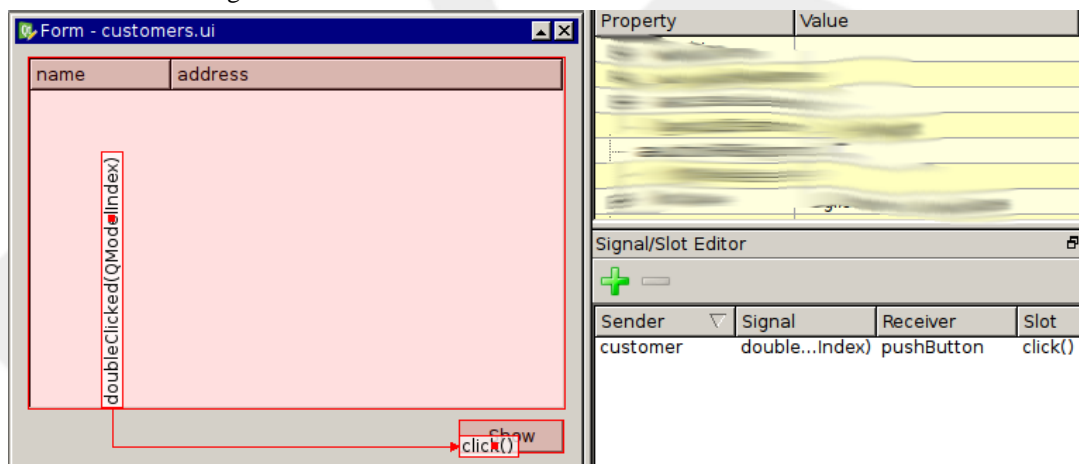 Form - customers.ui
name address
doubleClicked(QModelIndex)
Show
click()
Property Value
Signal/Slot Editor
Sender Signal Receiver Slot
customer double...Index) pushButton click()